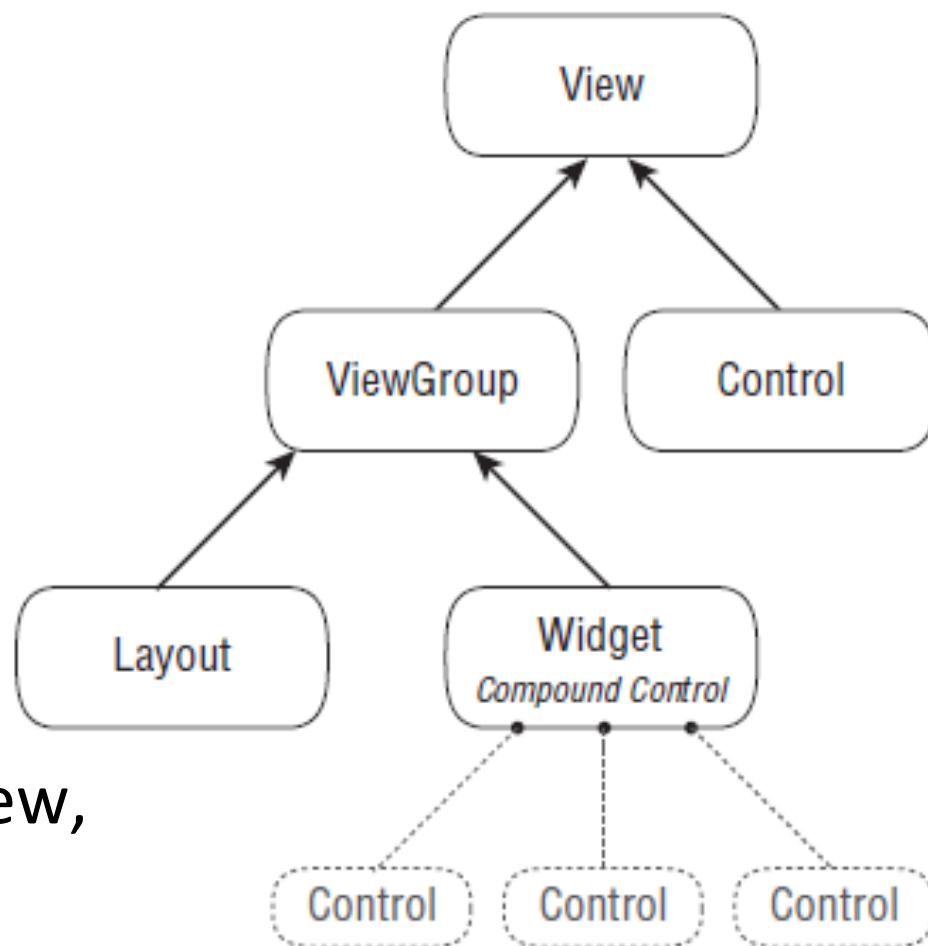 View
ViewGroup
Control
Layout
Widget
Compound Control
ew,
Control
Control
Control